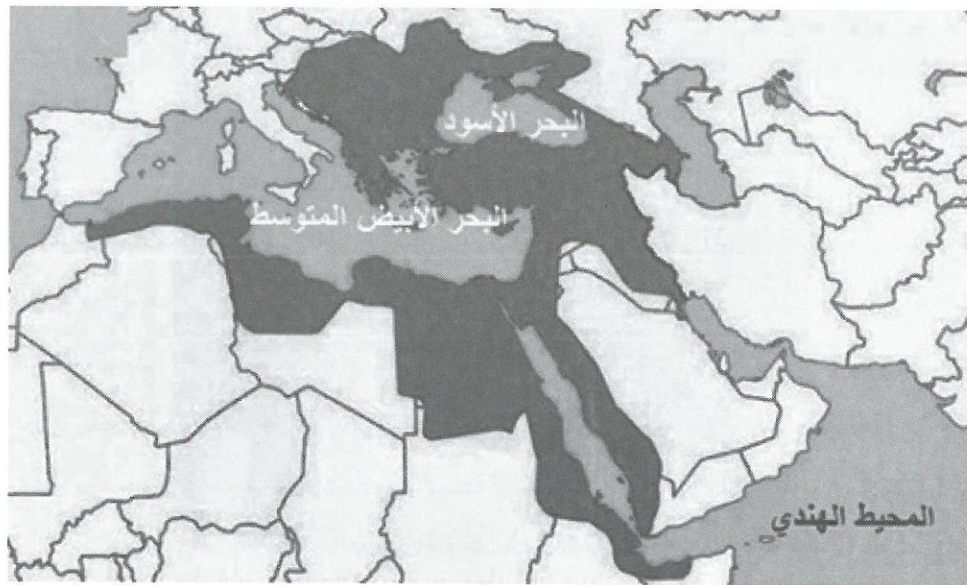 البحر الأسود
البحر الأبيض المتوسط
المحيط الهندي